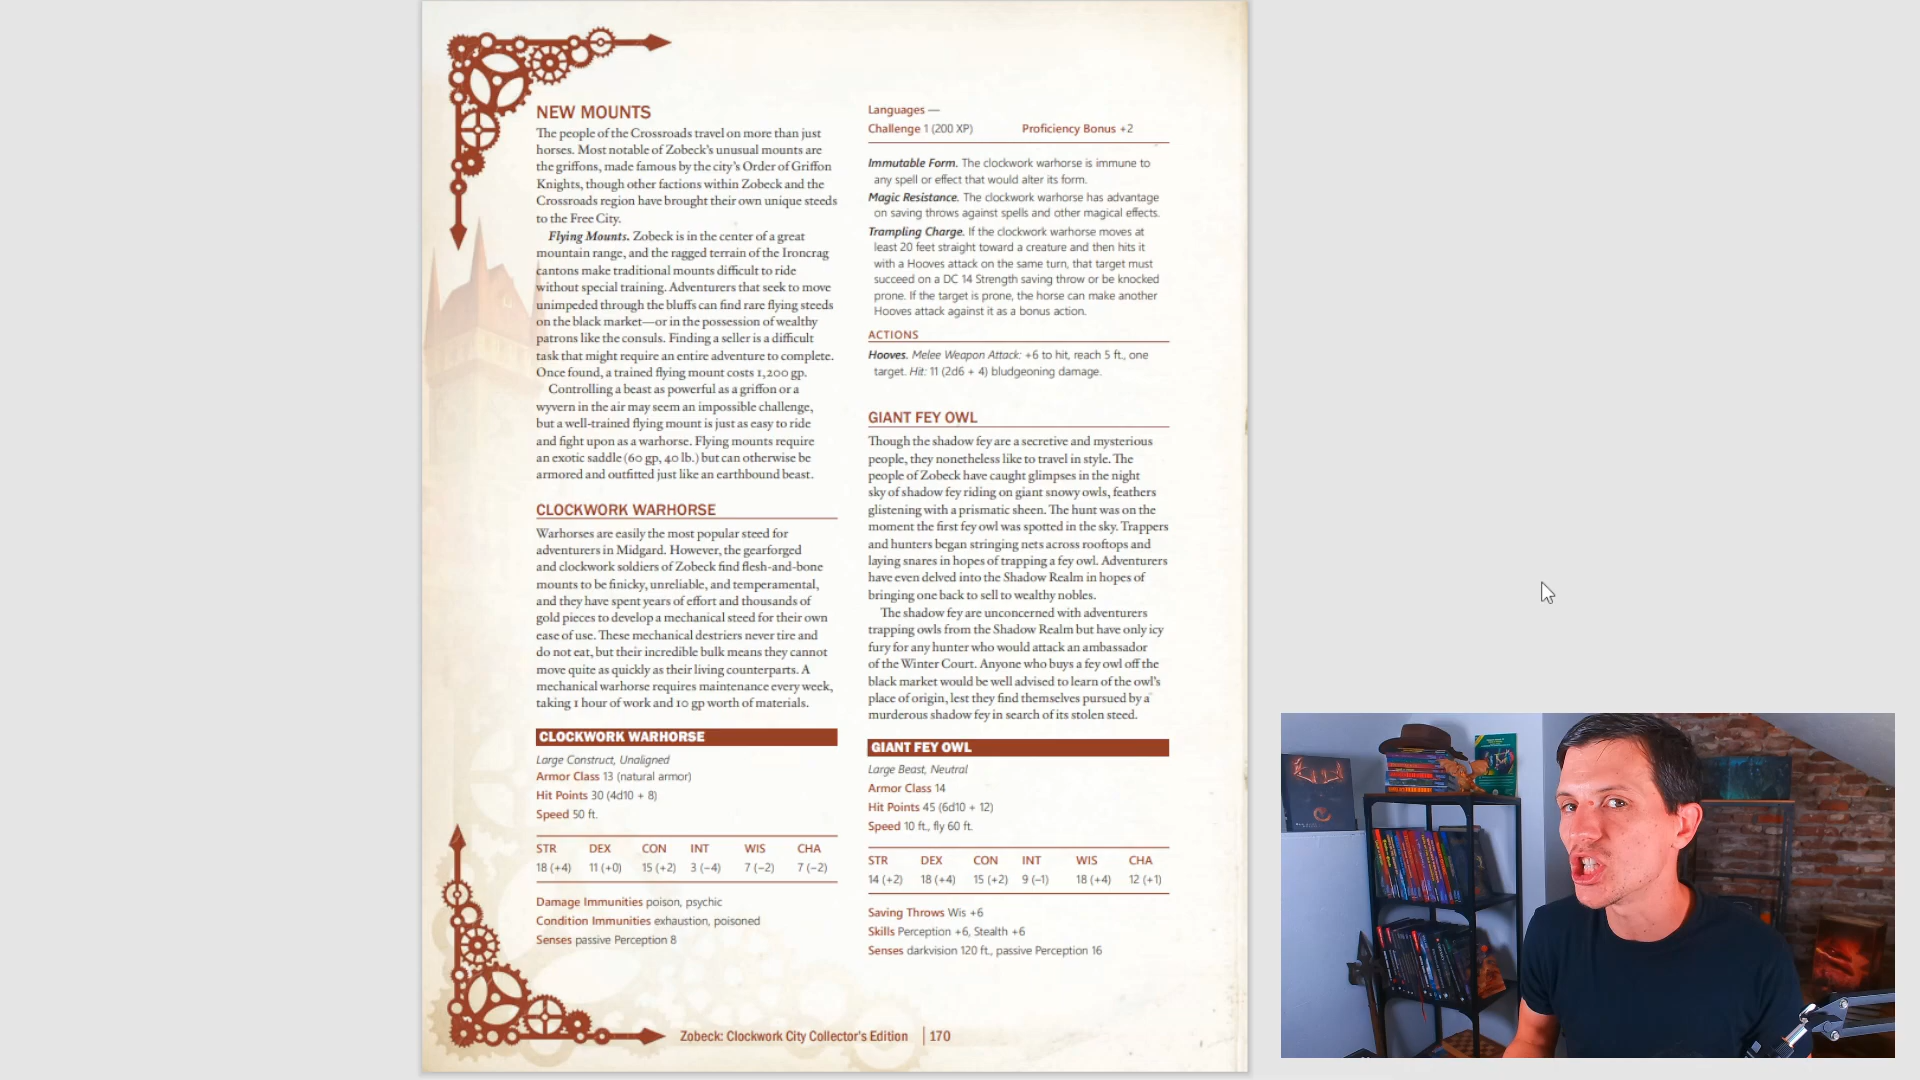 NEW MOUNTS
The people of the Crossroads travel on more than just
horses. Most notable of Zobeck's unusual mounts are
the griffons, made famous by the city's Order of Griffon
Knights, though other factions within Zobeck and the
Crossroads region have brought their own unique steeds
to the Free City.
Flying Mounts. Zobeck is in the center of a great
mountain range, and the ragged terrain of the Ironcrag
cantons make traditional mounts difficult to ride
without special training. Adventurers that seek to move
unimpeded through the bluffs can find rare flying steeds
on the black market—or in the possession of wealthy
patrons like the consuls. Finding a seller is a difficult
task that might require an entire adventure to complete.
Once found, a trained flying mount costs 1,200 gp.
Controlling a beast as powerful as a griffon or a
wyvern in the air may seem an impossible challenge,
but a well-trained flying mount is just as easy to ride
and fight upon as a warhorse. Flying mounts require
an exotic saddle (60 gp, 40 lb.) but can otherwise be
armored and outfitted just like an earthbound beast.
CLOCKWORK WARHORSE
Warhorses are easily the most popular steed for
adventurers in Midgard. However, the gearforged
and clockwork soldiers of Zobeck find flesh-and-bone
mounts to be finicky, unreliable, and temperamental,
and they have spent years of effort and thousands of
gold pieces to develop a mechanical steed for their own
ease of use. These mechanical destriers never tire and
do not eat, but their incredible bulk means they cannot
move quite as quickly as their living counterparts. A
mechanical warhorse requires maintenance every week,
taking 1 hour of work and 10 gp worth of materials.
CLOCKWORK WARHORSE
Large Construct, Unaligned
Armor Class 13 (natural armor)
Hit Points 30 (4d10 + 8)
Speed 50 ft.
STR DEX CON INT WIS CHA
18 (+4) 11 (+0) 15 (+2) 3 (−4) 7 (−2) 7 (−2)
Damage Immunities poison, psychic
Condition Immunities exhaustion, poisoned
Senses passive Perception 8
Languages —
Challenge 1 (200 XP) Proficiency Bonus +2
Immutable Form. The clockwork warhorse is immune to
any spell or effect that would alter its form.
Magic Resistance. The clockwork warhorse has advantage
on saving throws against spells and other magical effects.
Trampling Charge. If the clockwork warhorse moves at
least 20 feet straight toward a creature and then hits it
with a Hooves attack on the same turn, that target must
succeed on a DC 14 Strength saving throw or be knocked
prone. If the target is prone, the horse can make another
Hooves attack against it as a bonus action.
ACTIONS
Hooves. Melee Weapon Attack: +6 to hit, reach 5 ft., one
target. Hit: 11 (2d6 + 4) bludgeoning damage.
GIANT FEY OWL
Though the shadow fey are a secretive and mysterious
people, they nonetheless like to travel in style. The
people of Zobeck have caught glimpses in the night
sky of shadow fey riding on giant snowy owls, feathers
glistening with a prismatic sheen. The hunt was on the
moment the first fey owl was spotted in the sky. Trappers
and hunters began stringing nets across rooftops and
laying snares in hopes of trapping a fey owl. Adventurers
have even delved into the Shadow Realm in hopes of
bringing one back to sell to wealthy nobles.
The shadow fey are unconcerned with adventurers
trapping owls from the Shadow Realm but have only icy
fury for any hunter who would attack an ambassador
of the Winter Court. Anyone who buys a fey owl off the
black market would be well advised to learn of the owl's
place of origin, lest they find themselves pursued by a
murderous shadow fey in search of its stolen steed.
GIANT FEY OWL
Large Beast, Neutral
Armor Class 14
Hit Points 45 (6d10 + 12)
Speed 10 ft., fly 60 ft.
STR DEX CON INT WIS CHA
14 (+2) 18 (+4) 15 (+2) 9 (−1) 18 (+4) 12 (+1)
Saving Throws Wis +6
Skills Perception +6, Stealth +6
Senses darkvision 120 ft., passive Perception 16
Zobeck: Clockwork City Collector's Edition | 170